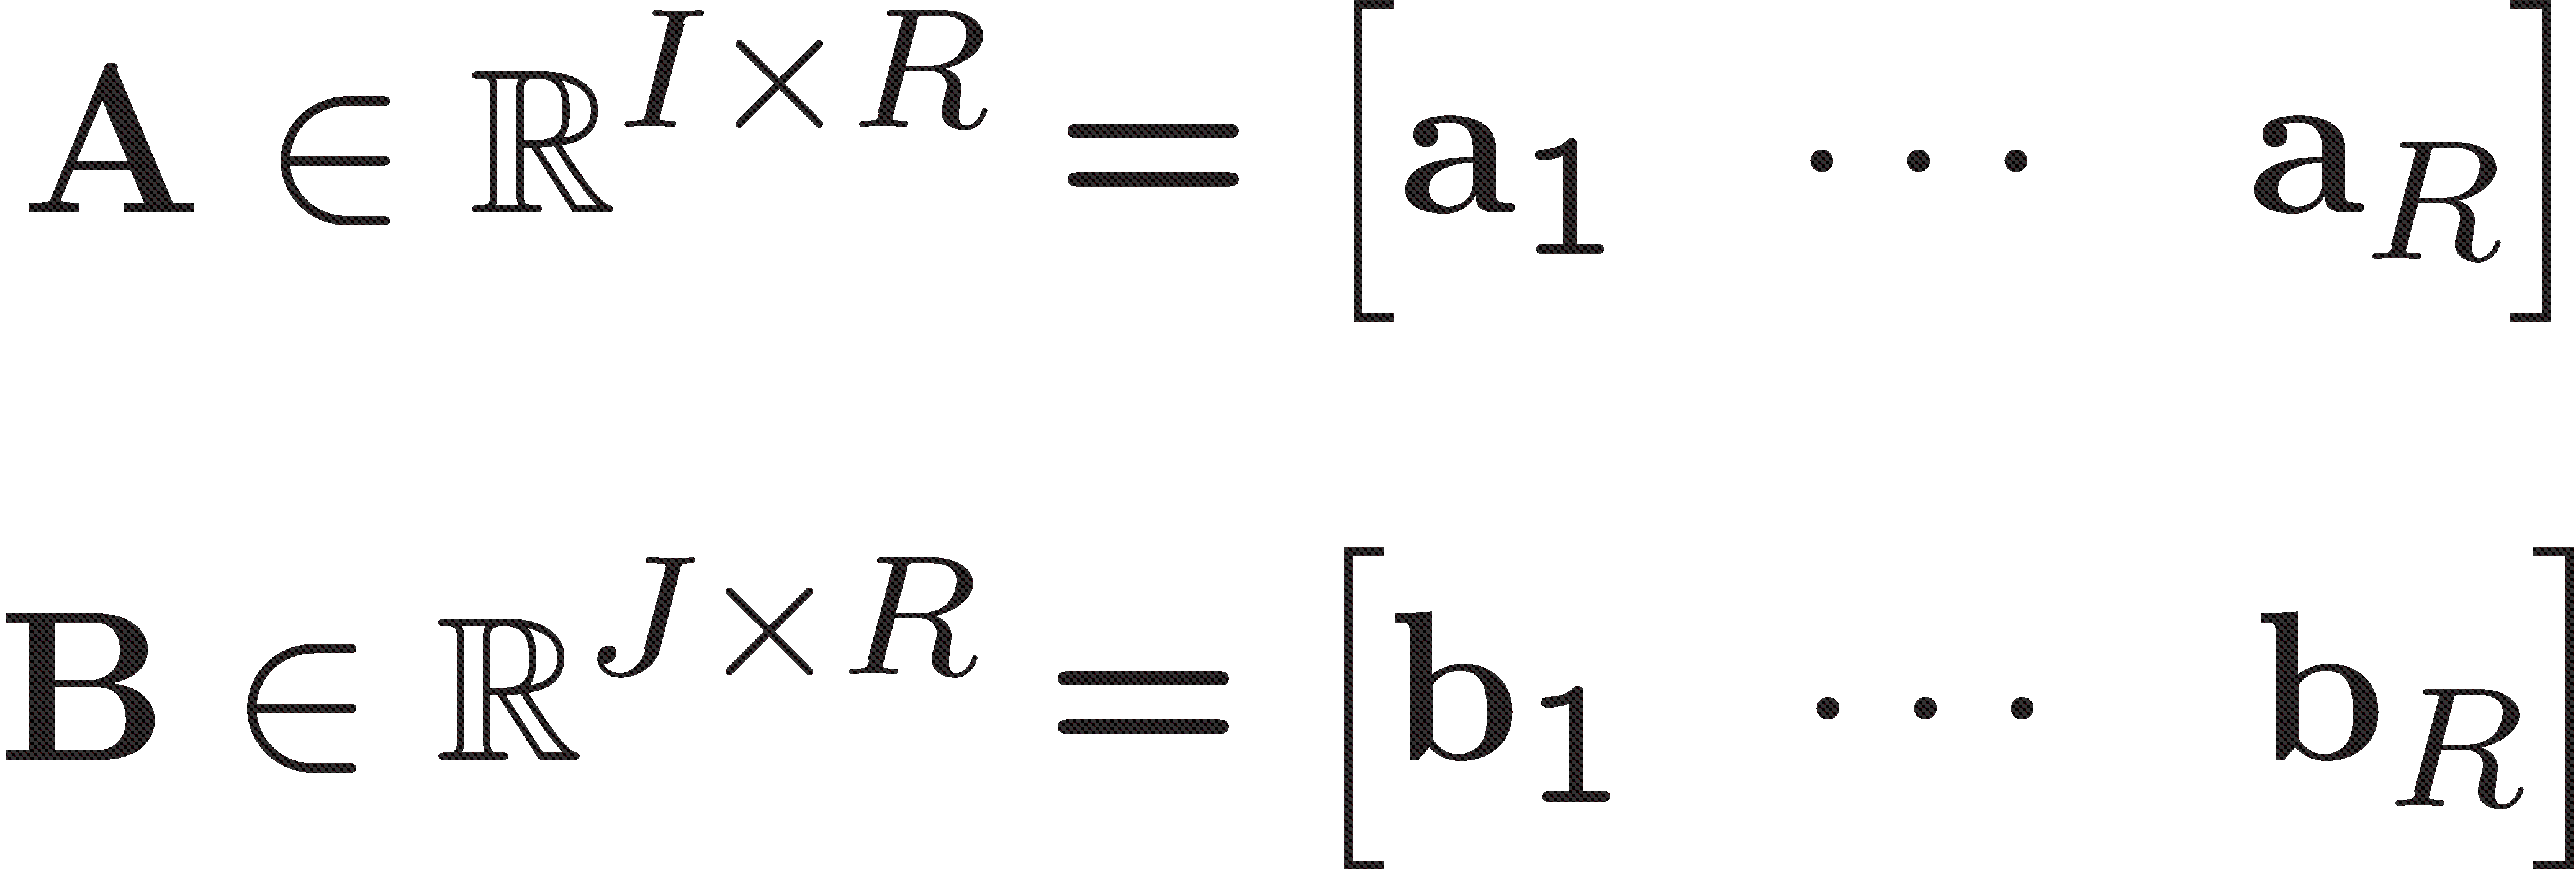 𝐀 ∈ ℝ^{I×R} = [𝐚₁ ⋯ 𝐚_R]
𝐁 ∈ ℝ^{J×R} = [𝐛₁ ⋯ 𝐛_R]